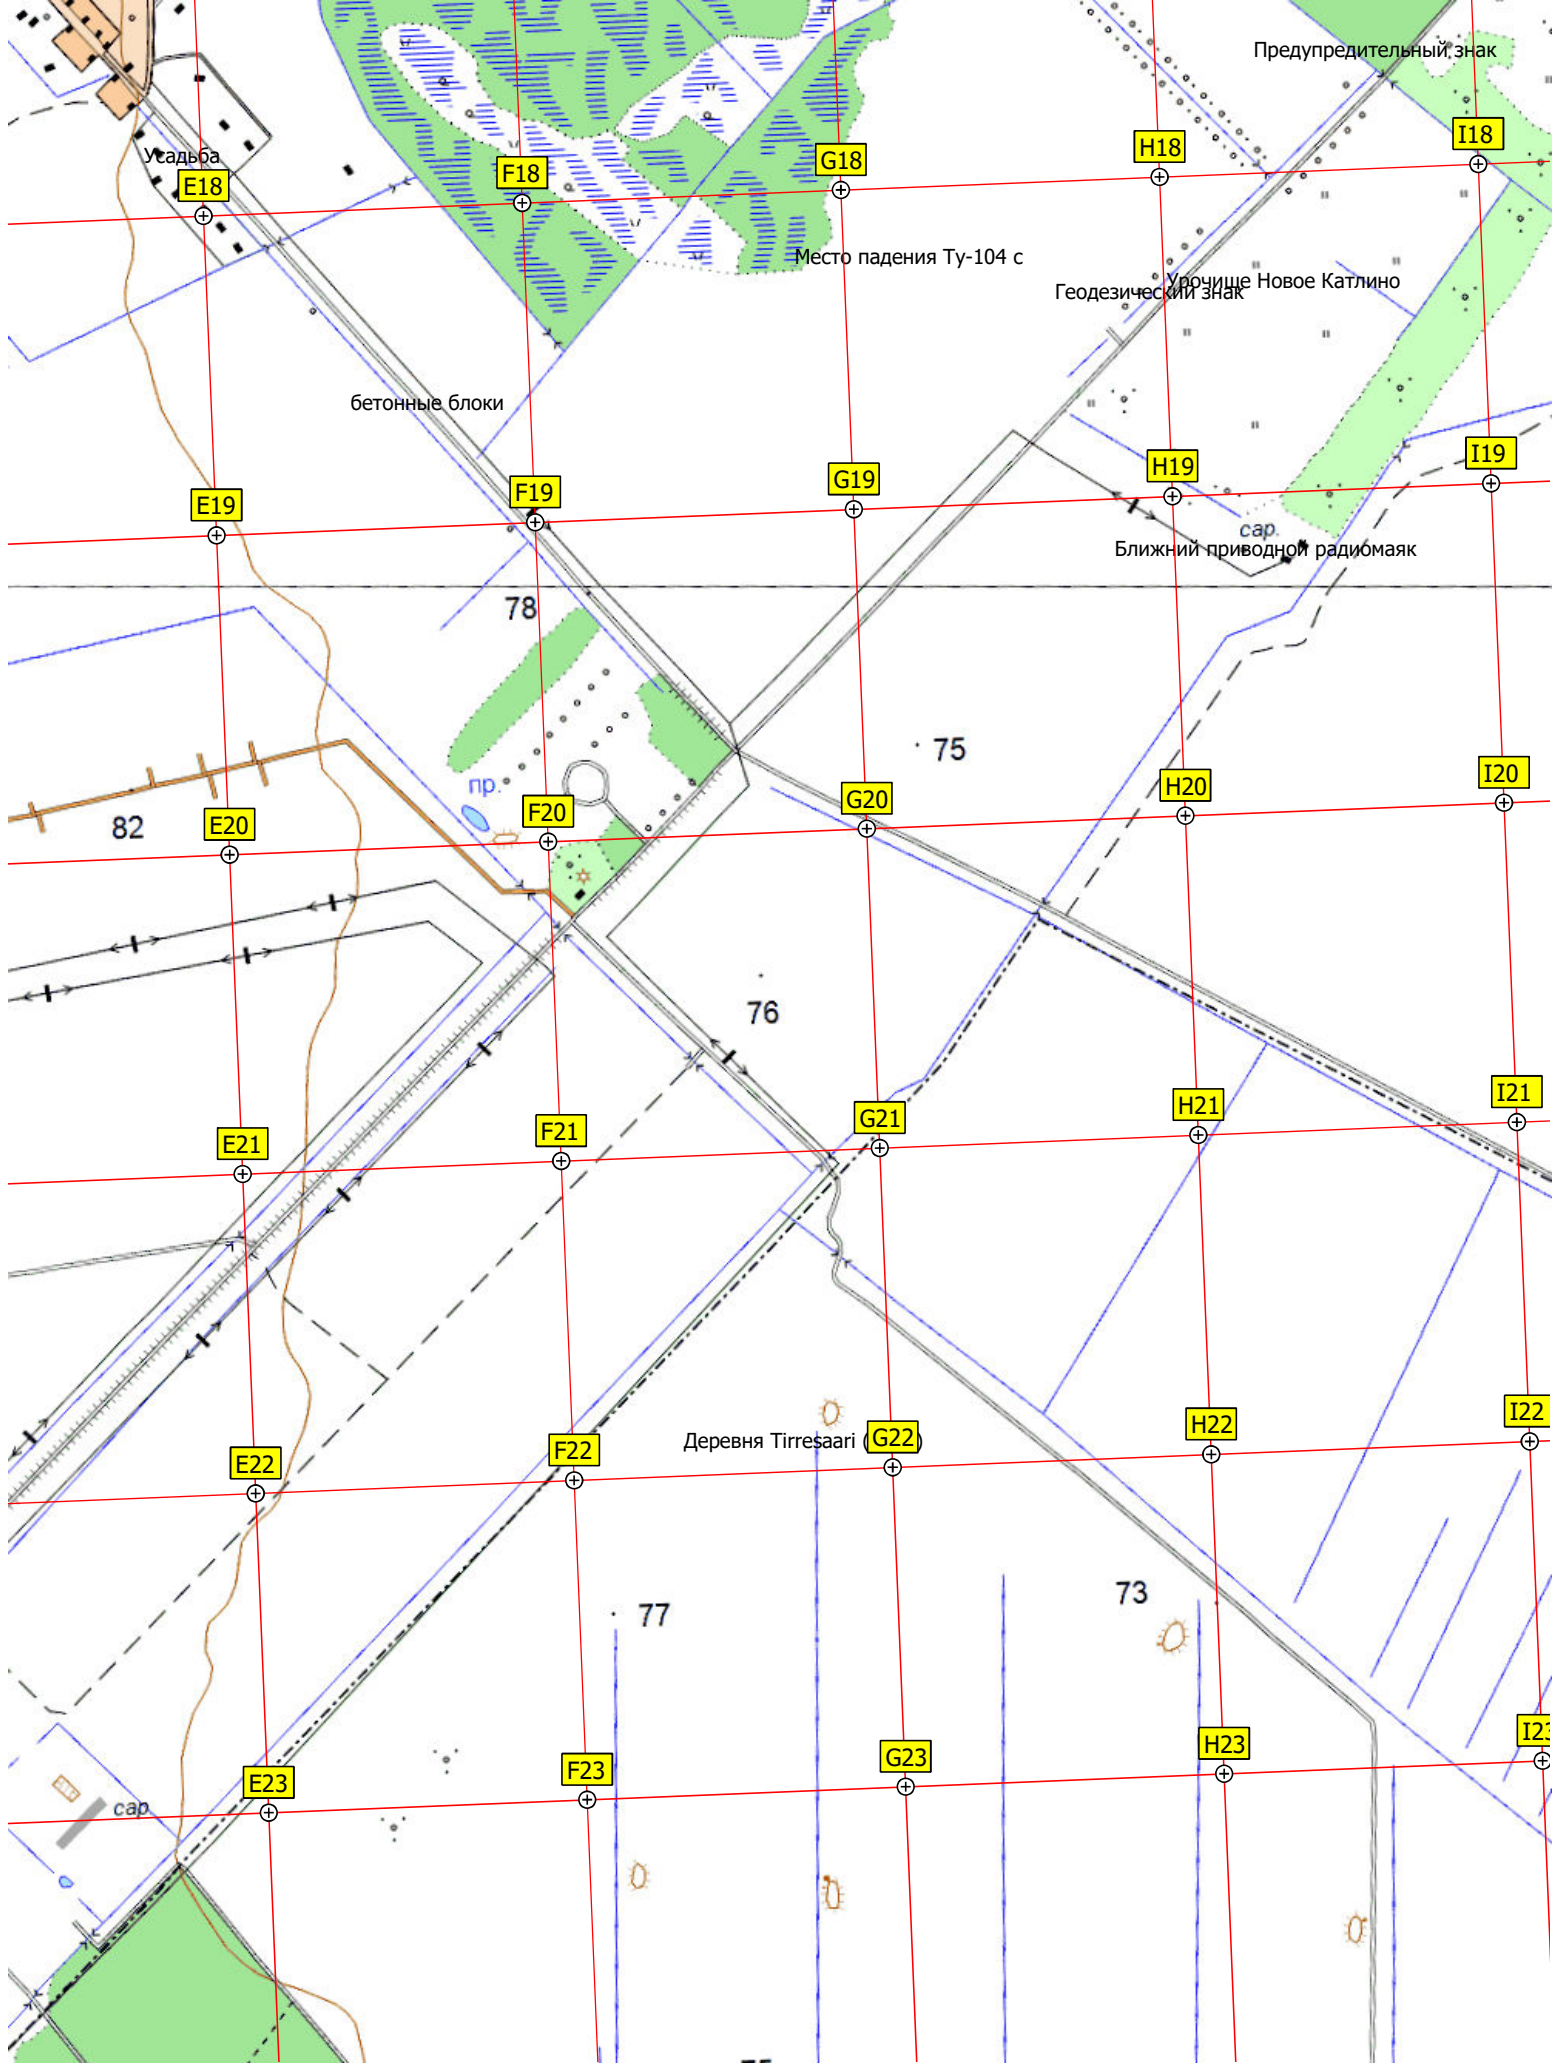 Предупредительный знак
I18
H18
G18
F18
Усадьба
E18
Место падения Ту-104 с
Урочище Новое Катлино
Геодезический знак
бетонные блоки
I19
H19
G19
F19
E19
сар.
Ближний приводной радиомаяк
78
75
I20
пр.
H20
G20
F20
E20
82
76
I21
H21
G21
F21
E21
I22
H22
Деревня Tirresaari (
G22
)
F22
E22
73
77
I23
H23
G23
F23
E23
сар